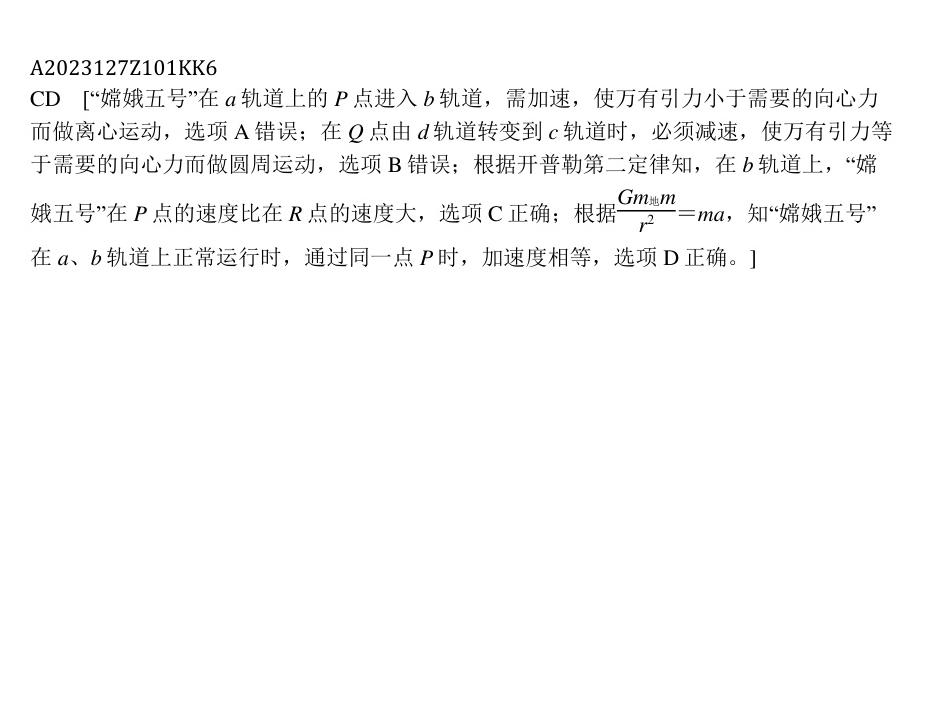 A2023127Z101KK6
CD [“嫦娥五号”在 a 轨道上的 P 点进入 b 轨道，需加速，使万有引力小于需要的向心力
而做离心运动，选项 A 错误；在 Q 点由 d 轨道转变到 c 轨道时，必须减速，使万有引力等
于需要的向心力而做圆周运动，选项 B 错误；根据开普勒第二定律知，在 b 轨道上，“嫦
娥五号”在 P 点的速度比在 R 点的速度大，选项 C 正确；根据\frac{Gm_{地}m}{r^2}＝ma，知“嫦娥五号”
在 a、b 轨道上正常运行时，通过同一点 P 时，加速度相等，选项 D 正确。]